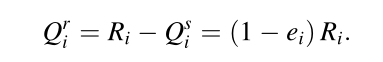 Q_i^r = R_i − Q_i^s = (1 − e_i) R_i.